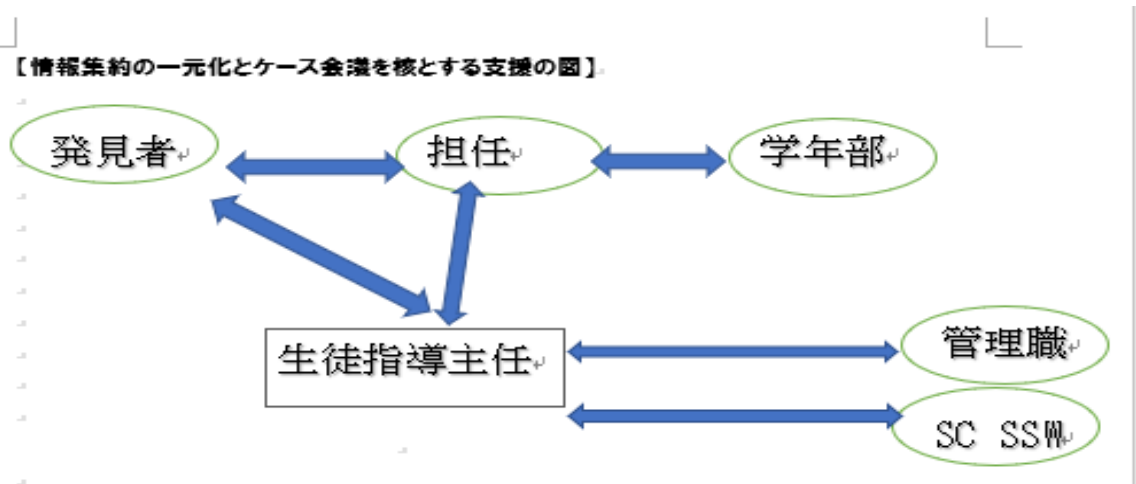 【情報集約の一元化とケース会議を核とする支援の図】
発見者
担任
学年部
生徒指導主任
管理職
SC SSW